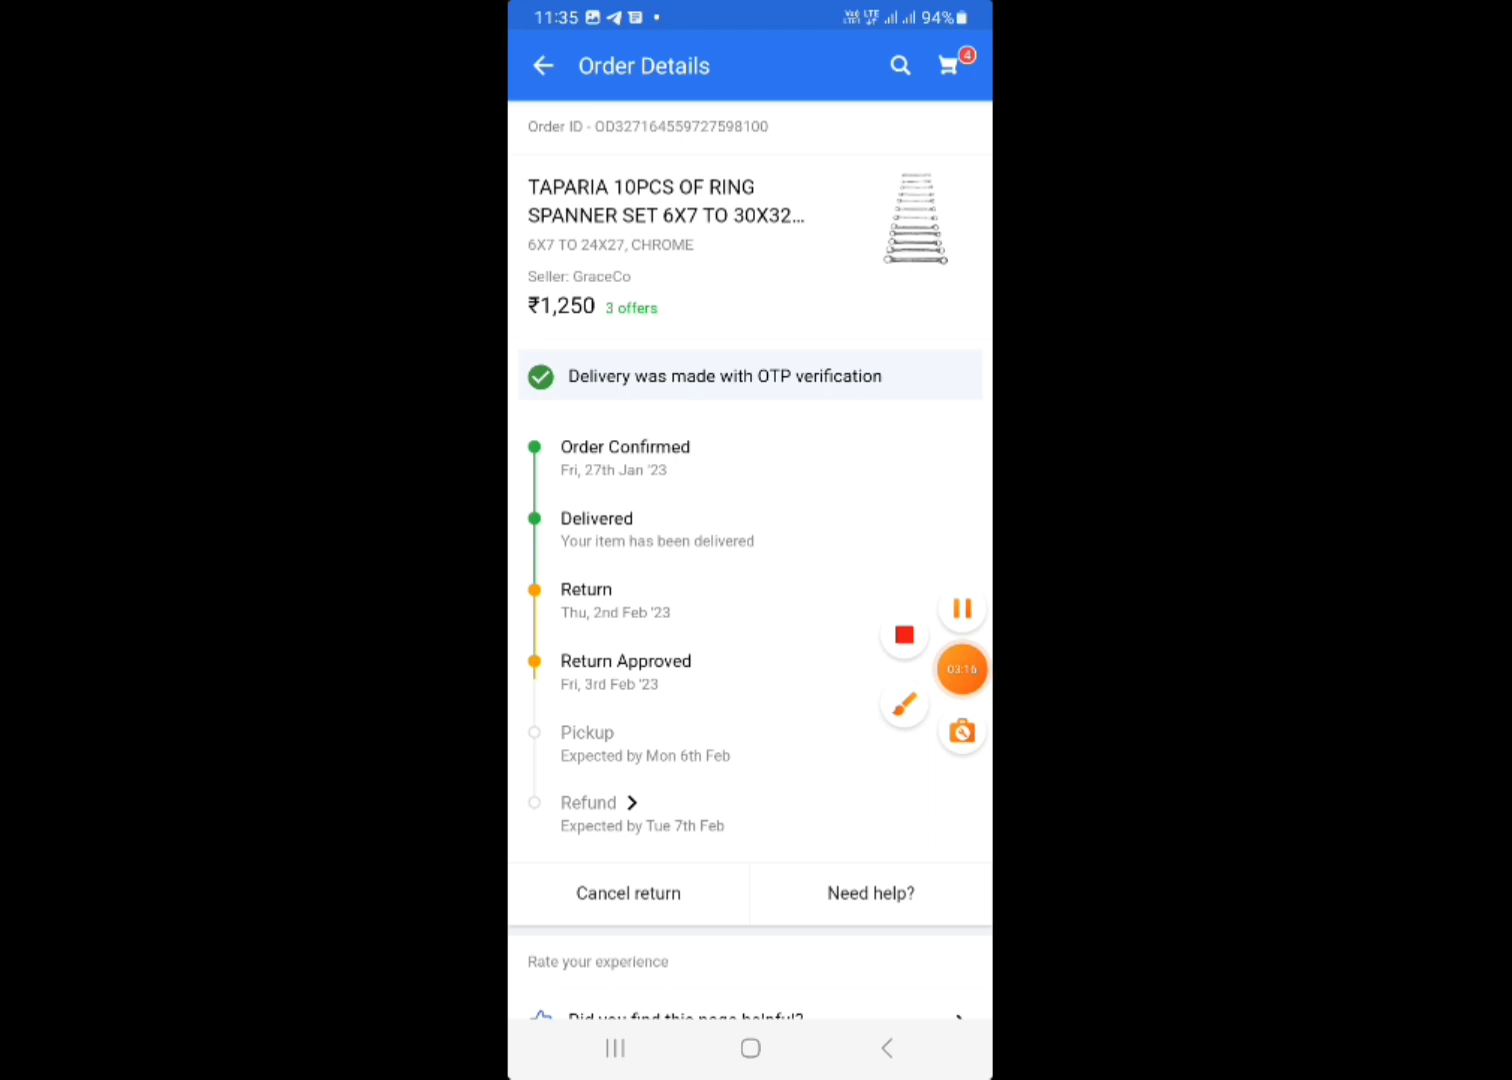 11:35 94%
Order Details
4
Order ID - OD327164559727598100
TAPARIA 10PCS OF RING
SPANNER SET 6X7 TO 30X32...
6X7 TO 24X27, CHROME
Seller: GraceCo
₹1,250 3 offers
Delivery was made with OTP verification
Order Confirmed
Fri, 27th Jan '23
Delivered
Your item has been delivered
Return
Thu, 2nd Feb '23
Return Approved
Fri, 3rd Feb '23
03:16
Pickup
Expected by Mon 6th Feb
Refund
Expected by Tue 7th Feb
Cancel return Need help?
Rate your experience
Did you find this page helpful?